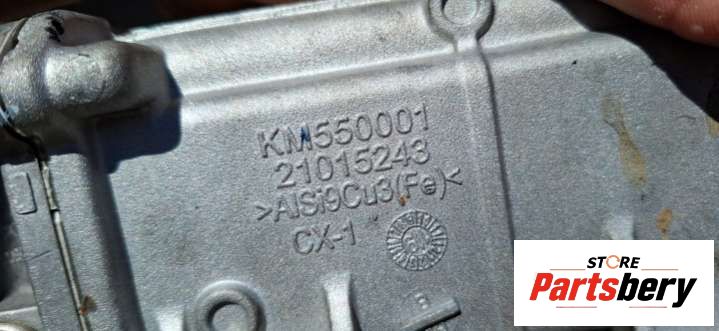 KM550001
21015243
>AlSi9Cu3(Fe)<
CX-1
STORE
Partsbery